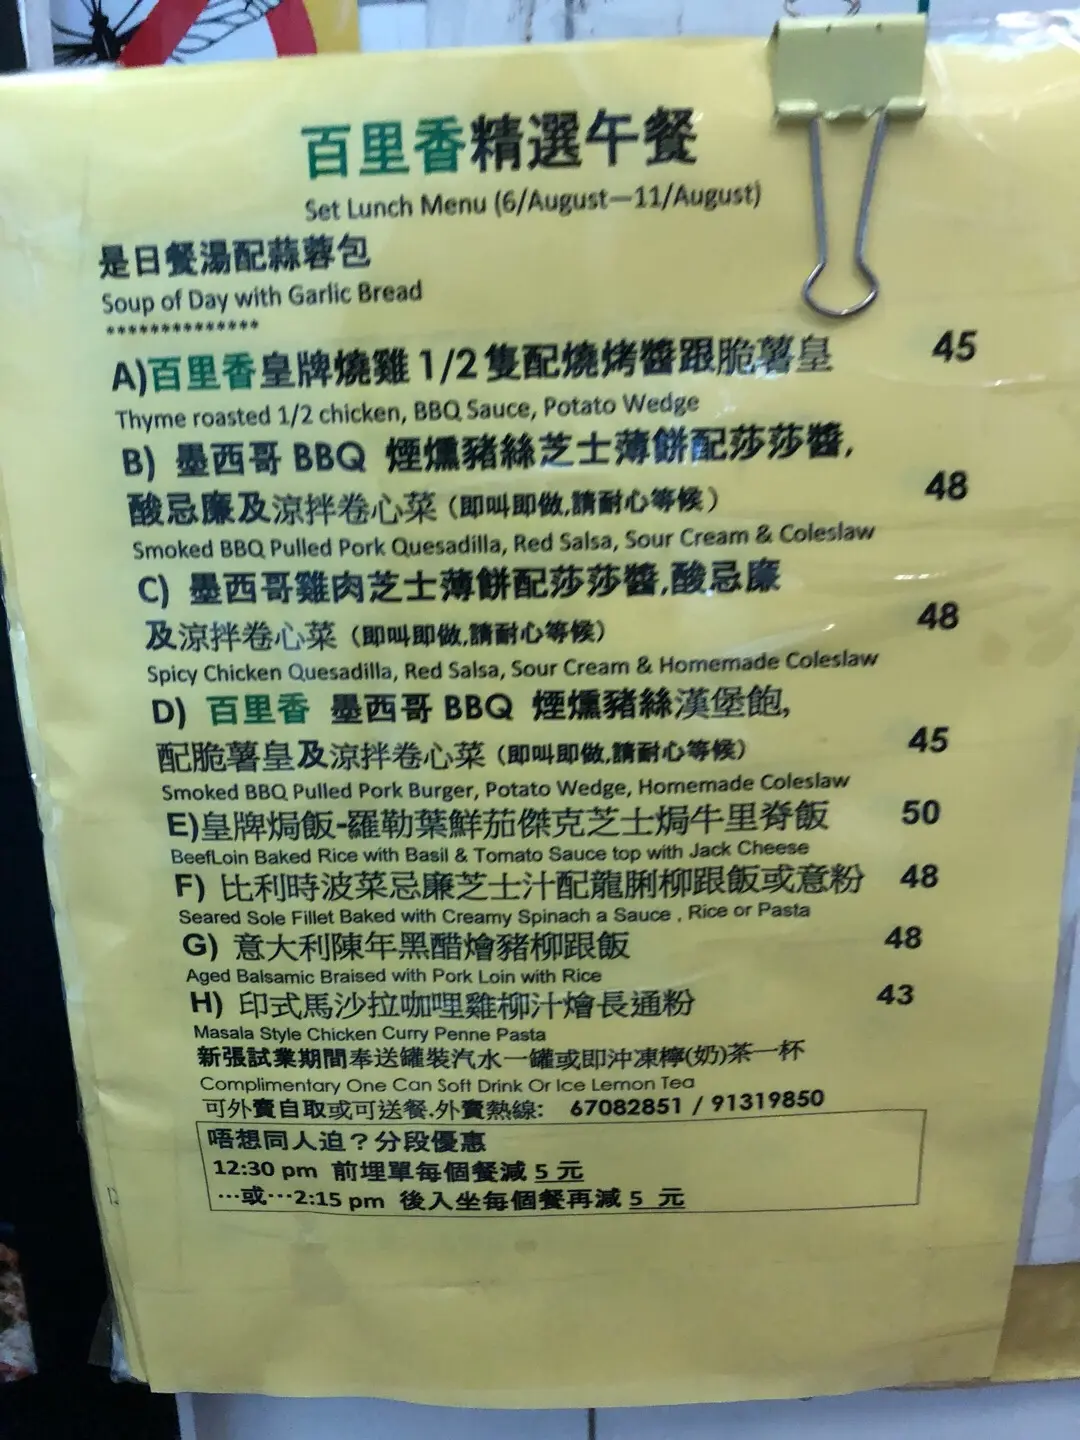 百里香精選午餐
Set Lunch Menu (6/August—11/August)
是日餐湯配蒜蓉包
Soup of Day with Garlic Bread
**************
A)百里香皇牌燒雞 1/2 隻配燒烤醬跟脆薯皇 45
Thyme roasted 1/2 chicken, BBQ Sauce, Potato Wedge
B) 墨西哥 BBQ 煙燻豬絲芝士薄餅配莎莎醬,
酸忌廉及涼拌卷心菜 (即叫即做,請耐心等候) 48
Smoked BBQ Pulled Pork Quesadilla, Red Salsa, Sour Cream & Coleslaw
C) 墨西哥雞肉芝士薄餅配莎莎醬,酸忌廉
及涼拌卷心菜 (即叫即做,請耐心等候) 48
Spicy Chicken Quesadilla, Red Salsa, Sour Cream & Homemade Coleslaw
D) 百里香 墨西哥 BBQ 煙燻豬絲漢堡飽,
配脆薯皇及涼拌卷心菜 (即叫即做,請耐心等候) 45
Smoked BBQ Pulled Pork Burger, Potato Wedge, Homemade Coleslaw
E)皇牌焗飯-羅勒葉鮮茄傑克芝士焗牛里脊飯 50
BeefLoin Baked Rice with Basil & Tomato Sauce top with Jack Cheese
F) 比利時波菜忌廉芝士汁配龍脷柳跟飯或意粉 48
Seared Sole Fillet Baked with Creamy Spinach a Sauce , Rice or Pasta
G) 意大利陳年黑醋燴豬柳跟飯 48
Aged Balsamic Braised with Pork Loin with Rice
H) 印式馬沙拉咖哩雞柳汁燴長通粉 43
Masala Style Chicken Curry Penne Pasta
新張試業期間奉送罐裝汽水一罐或即沖凍檸(奶)茶一杯
Complimentary One Can Soft Drink Or Ice Lemon Tea
可外賣自取或可送餐.外賣熱線: 67082851 / 91319850
唔想同人迫？分段優惠
12:30 pm 前埋單每個餐減 5 元
…或…2:15 pm 後入坐每個餐再減 5 元